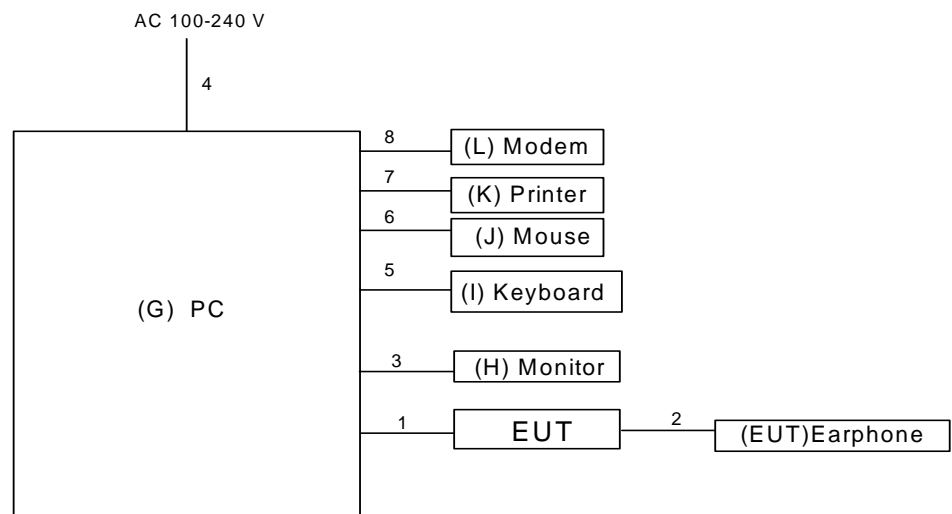 AC 100-240 V
4
8
(L) Modem
7
(K) Printer
6
(J) Mouse
5
(I) Keyboard
(G) PC
3
(H) Monitor
1
EUT
2
(EUT)Earphone